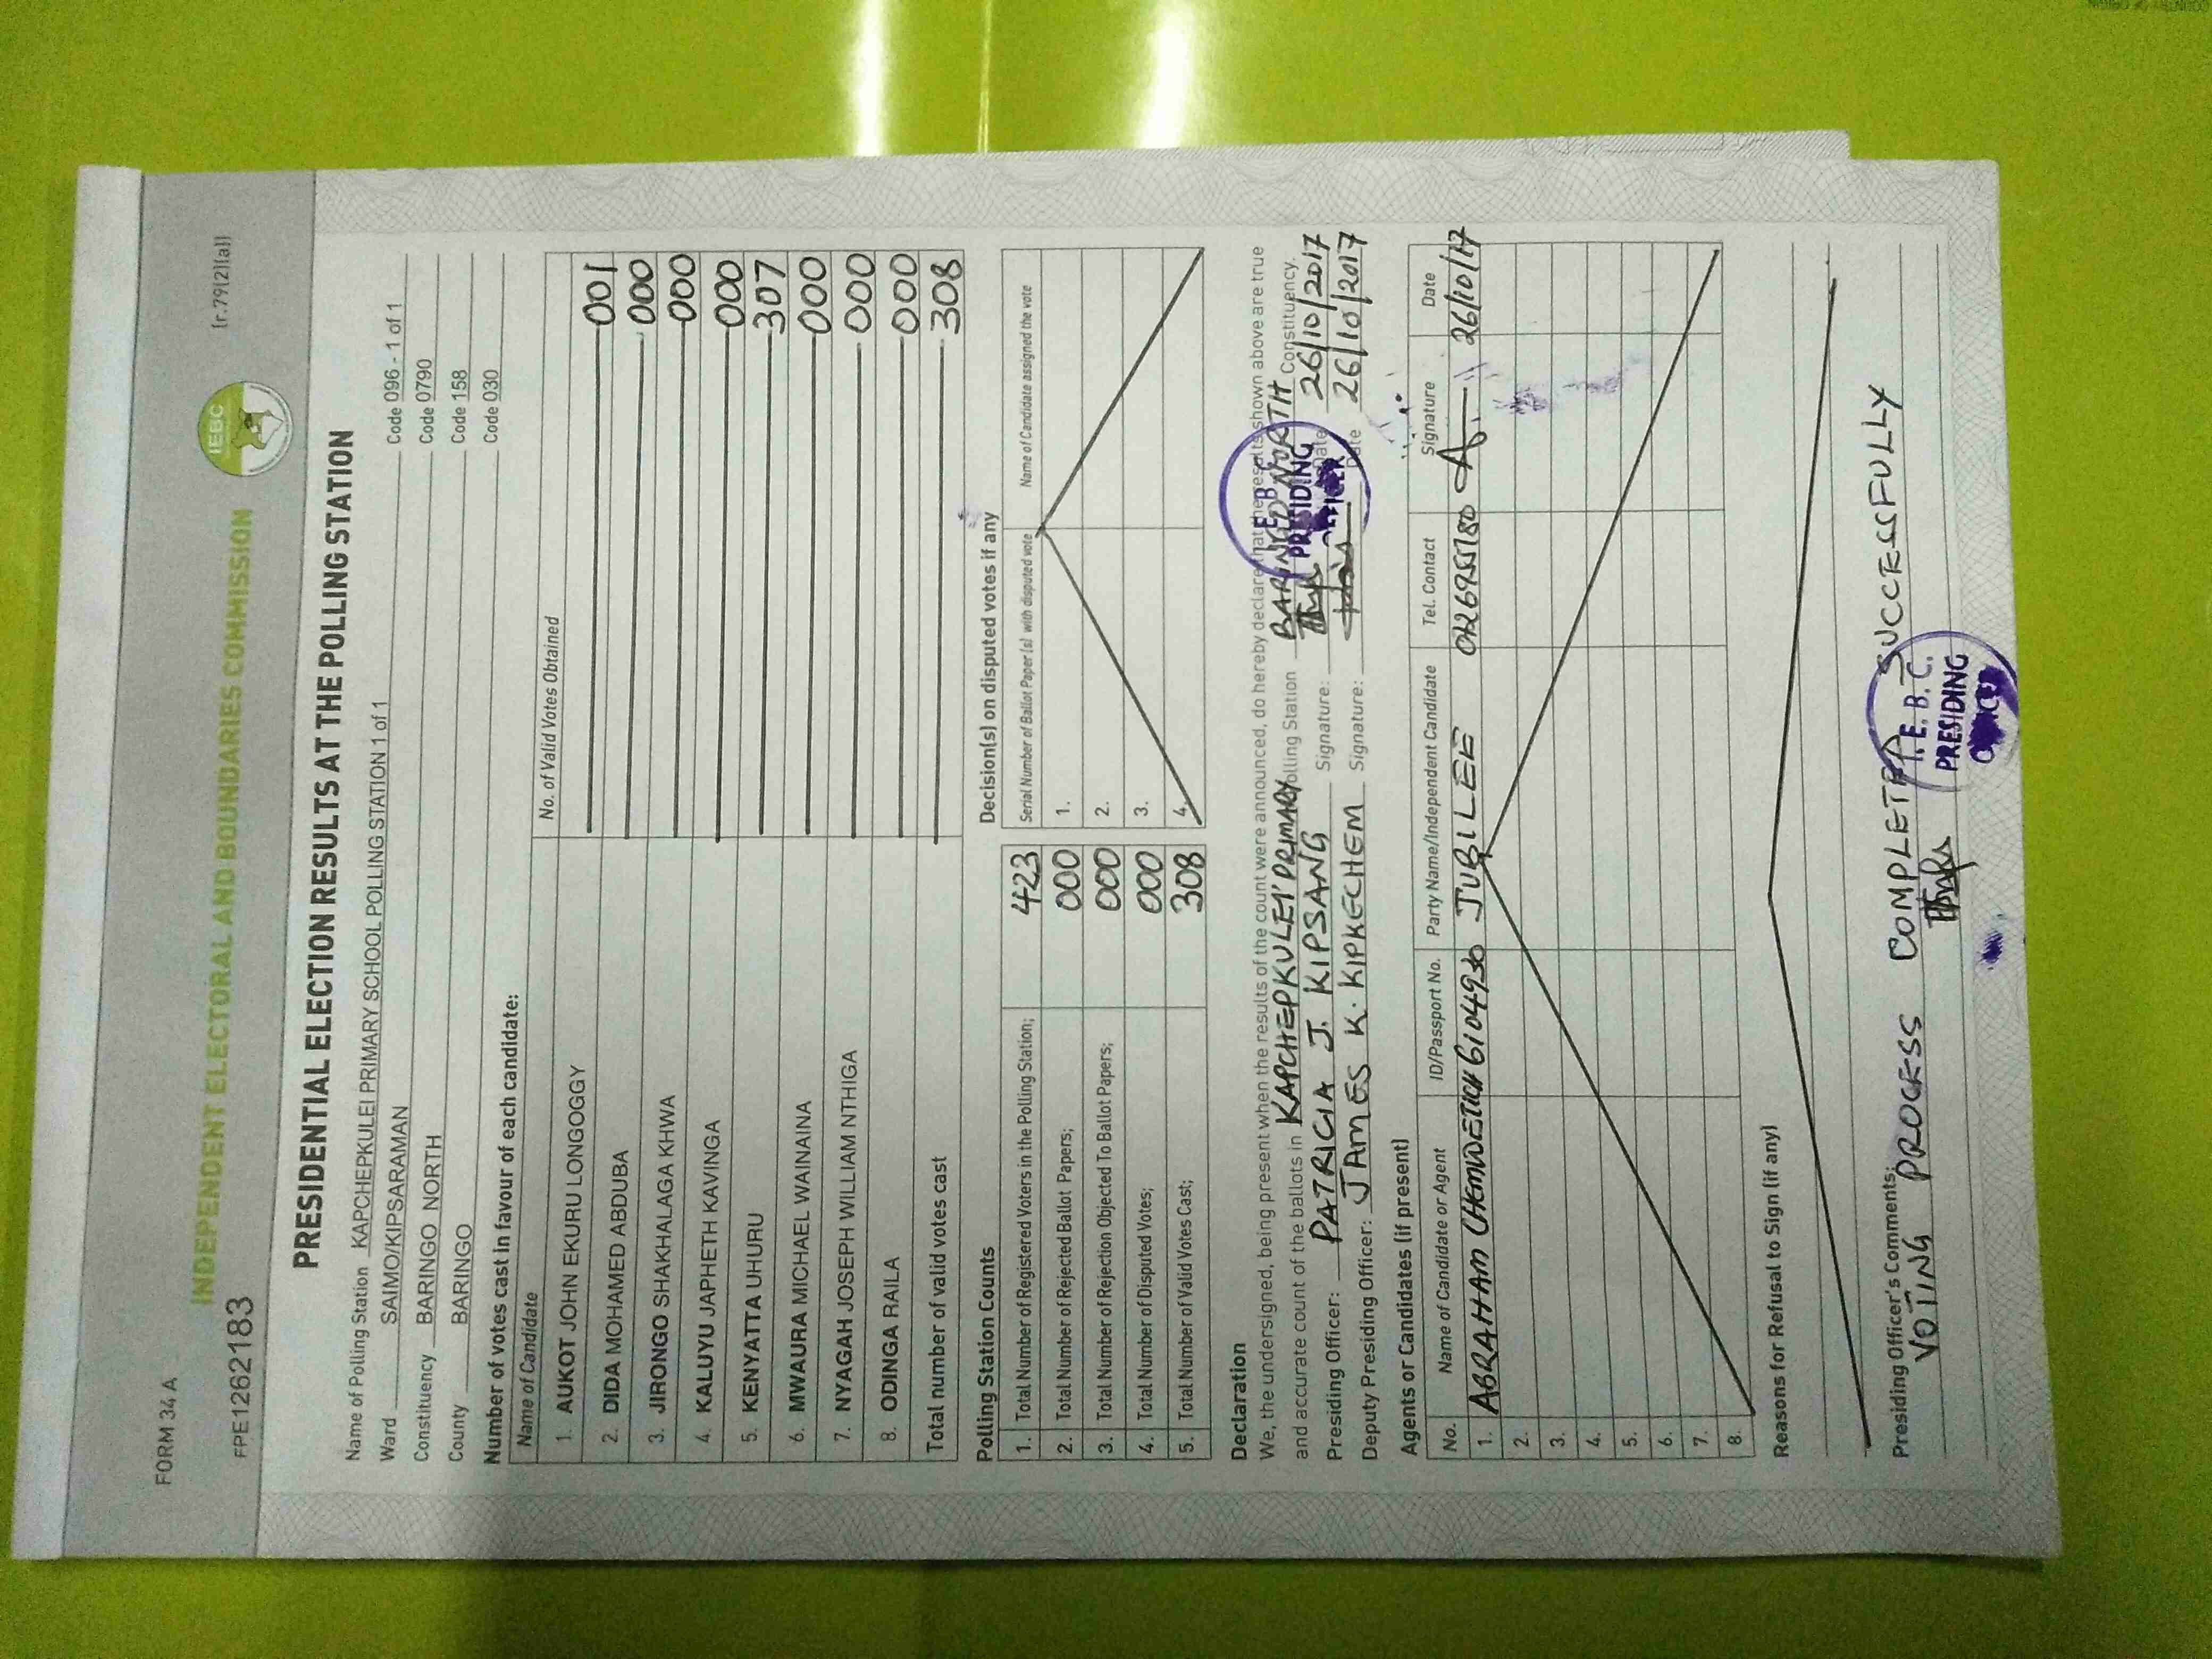 FORM 34 A
(r.79(2)(a))
IEBC
INDEPENDENT ELECTORAL AND BOUNDARIES COMMISSION
FPE1262183
PRESIDENTIAL ELECTION RESULTS AT THE POLLING STATION
Name of Polling Station KAPCHEPKULEI PRIMARY SCHOOL POLLING STATION 1 of 1 Code 096 - 1 of 1
Ward SAIMO/KIPSARAMAN Code 0790
Constituency BARINGO NORTH Code 158
County BARINGO Code 030
Number of votes cast in favour of each candidate:
Name of Candidate No. of Valid Votes Obtained
1. AUKOT JOHN EKURU LONGOGGY 001
2. DIDA MOHAMED ABDUBA 000
3. JIRONGO SHAKHALAGA KHWA 000
4. KALUYU JAPHETH KAVINGA 000
5. KENYATTA UHURU 307
6. MWAURA MICHAEL WAINAINA 000
7. NYAGAH JOSEPH WILLIAM NTHIGA 000
8. ODINGA RAILA 000
Total number of valid votes cast 308
Polling Station Counts
1. Total Number of Registered Voters in the Polling Station; 423
2. Total Number of Rejected Ballot Papers; 000
3. Total Number of Rejection Objected To Ballot Papers; 000
4. Total Number of Disputed Votes; 000
5. Total Number of Valid Votes Cast; 308
Decision(s) on disputed votes if any
Serial Number of Ballot Paper(s) with disputed vote Name of Candidate assigned the vote
1.
2.
3.
4.
Declaration
We, the undersigned, being present when the results of the count were announced, do hereby declare that the results shown above are true
and accurate count of the ballots in KAPCHEPKULEI PRIMARY Polling Station BARINGO NORTH Constituency.
Presiding Officer: PATRICIA J. KIPSANG Signature: Date 26/10/2017
Deputy Presiding Officer: JAMES K. KIPKECHEM Signature: Date 26/10/2017
PRESIDING
Agents or Candidates (if present)
No. Name of Candidate or Agent ID/Passport No. Party Name/Independent Candidate Tel. Contact Signature Date
1. ABRAHAM 6104930 JUBILEE 26/10/17
2.
3.
4.
5.
6.
7.
8.
Reasons for Refusal to Sign (if any)
Presiding Officer's Comments:
VOTING PROCESS COMPLETED SUCCESSFULLY
I. E. B. C.
PRESIDING